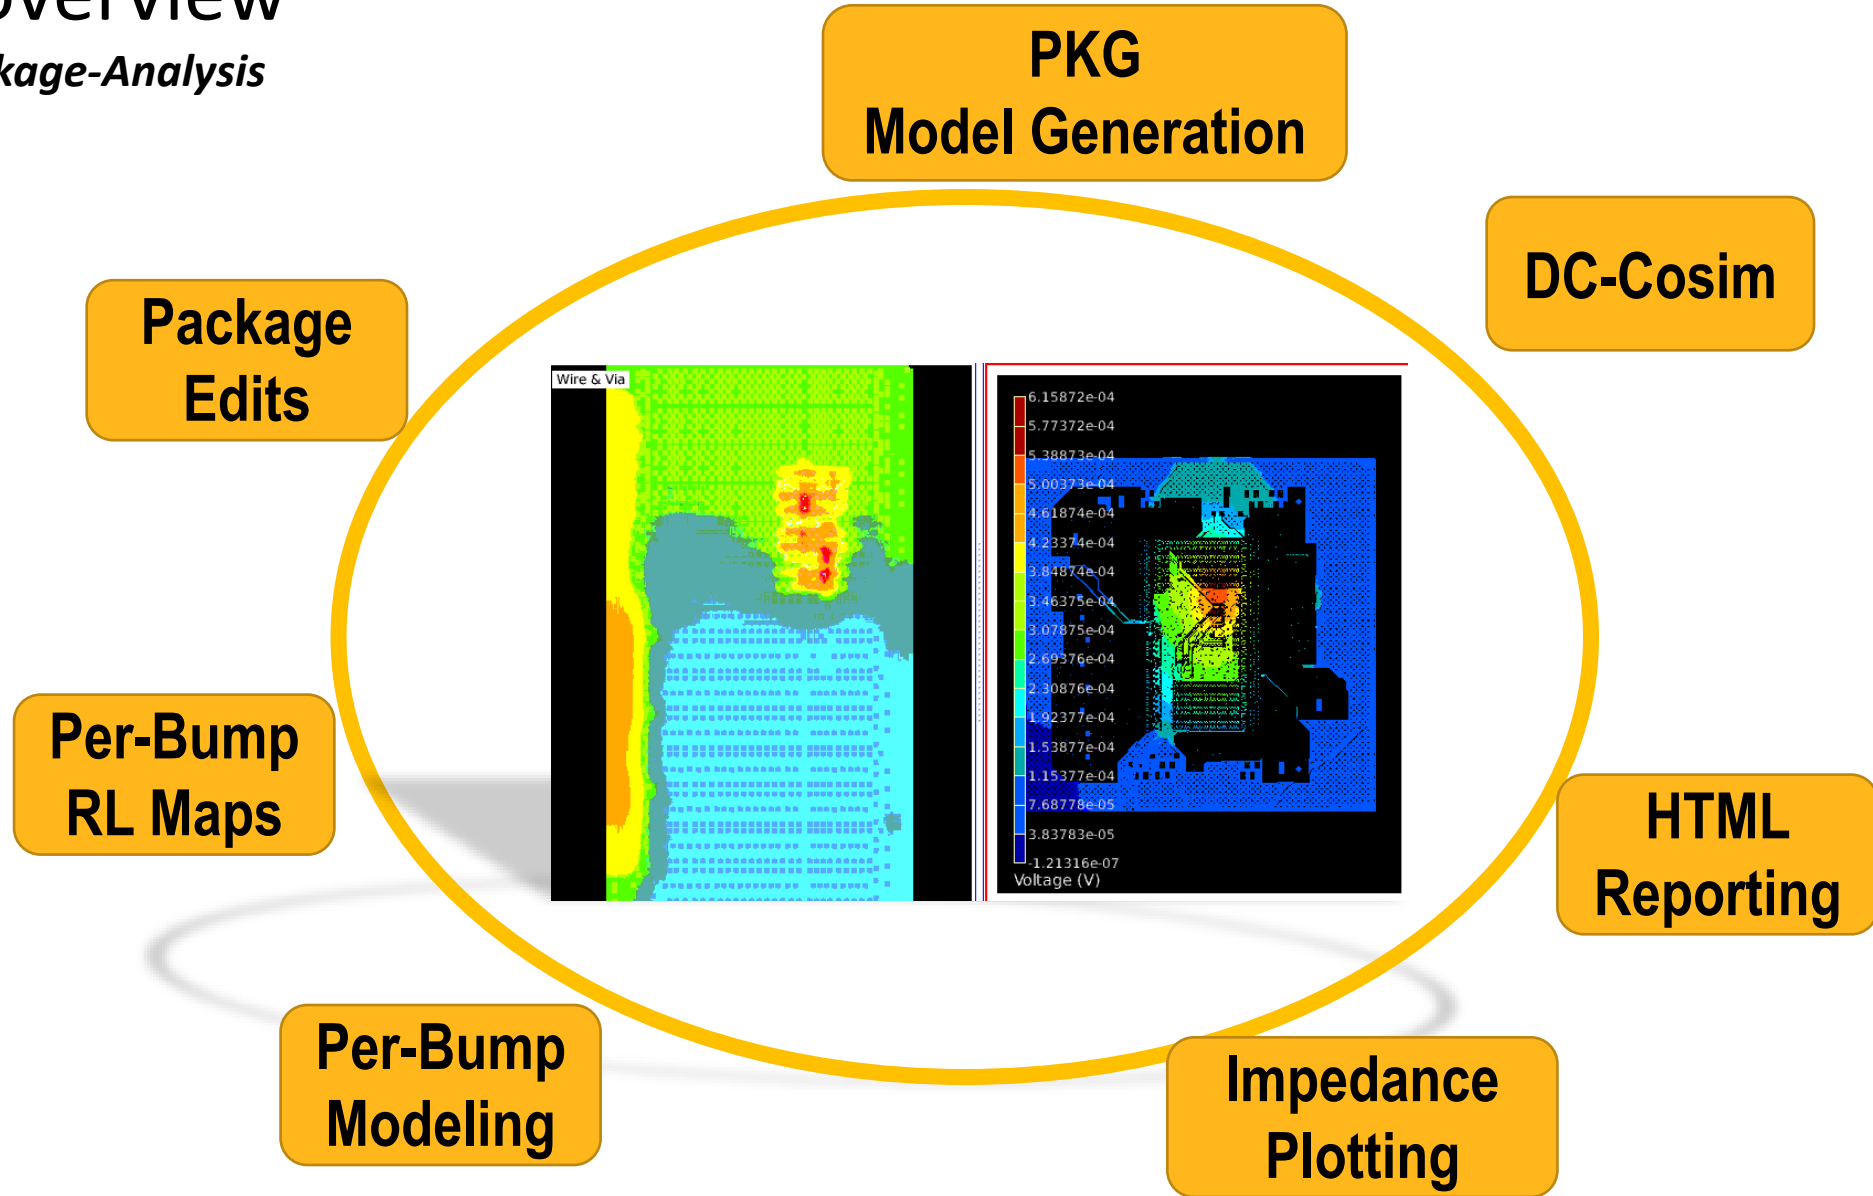 overview
kage-Analysis
PKG
Model Generation
DC-Cosim
Package
Edits
Wire & Via
6.15872e-04
5.77372e-04
5.38873e-04
5.00373e-04
4.61874e-04
4.23374e-04
3.84874e-04
3.46375e-04
3.07875e-04
2.69376e-04
2.30876e-04
1.92377e-04
1.53877e-04
1.15377e-04
7.68778e-05
3.83783e-05
-1.21316e-07
Voltage (V)
Per-Bump
RL Maps
HTML
Reporting
Per-Bump
Modeling
Impedance
Plotting